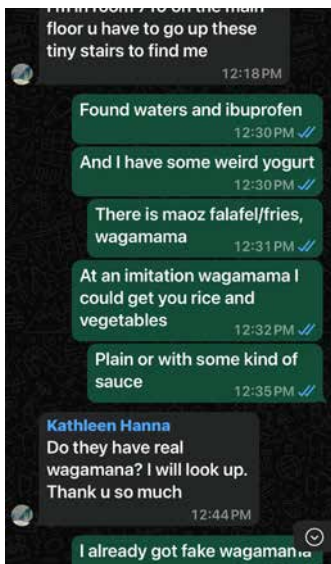 floor u have to go up these
tiny stairs to find me
12:18 PM
Found waters and ibuprofen
12:30 PM
And I have some weird yogurt
12:30 PM
There is maoz falafel/fries,
wagamama
12:31 PM
At an imitation wagamama I
could get you rice and
vegetables
12:32 PM
Plain or with some kind of
sauce
12:35 PM
Kathleen Hanna
Do they have real
wagamana? I will look up.
Thank u so much
12:44 PM
I already got fake wagamama